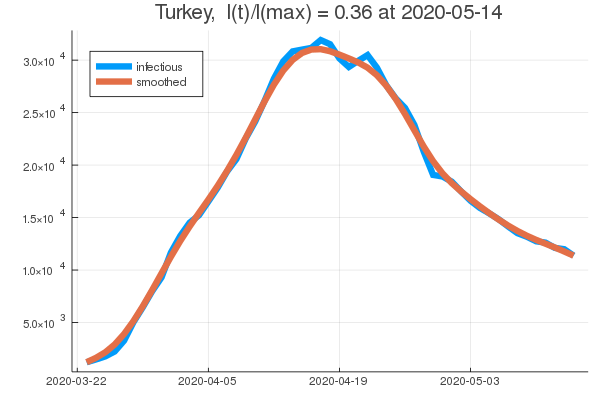 Turkey,  I(t)/I(max) = 0.36 at 2020-05-14
infectious
smoothed
3.0×10⁴
2.5×10⁴
2.0×10⁴
1.5×10⁴
1.0×10⁴
5.0×10³
2020-03-22 2020-04-05 2020-04-19 2020-05-03